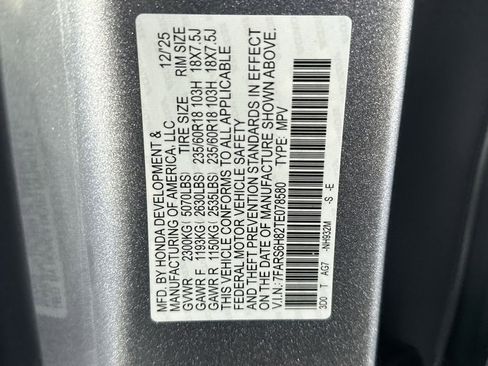 MFD. BY HONDA DEVELOPMENT & 12/25
MANUFACTURING OF AMERICA, LLC
TIRE SIZE RIM SIZE
GVWR 2300KG( 5070LBS)
GAWR F 1193KG( 2630LBS) 235/60R18 103H 18X7.5J
GAWR R 1150KG( 2535LBS) 235/60R18 103H 18X7.5J
THIS VEHICLE CONFORMS TO ALL APPLICABLE
FEDERAL MOTOR VEHICLE SAFETY
AND THEFT PREVENTION STANDARDS IN EFFECT
ON THE DATE OF MANUFACTURE SHOWN ABOVE.
V.I.N.: 7FARS6H82TE078580 TYPE: MPV
3D0 T AG7 -NH932M -S -E